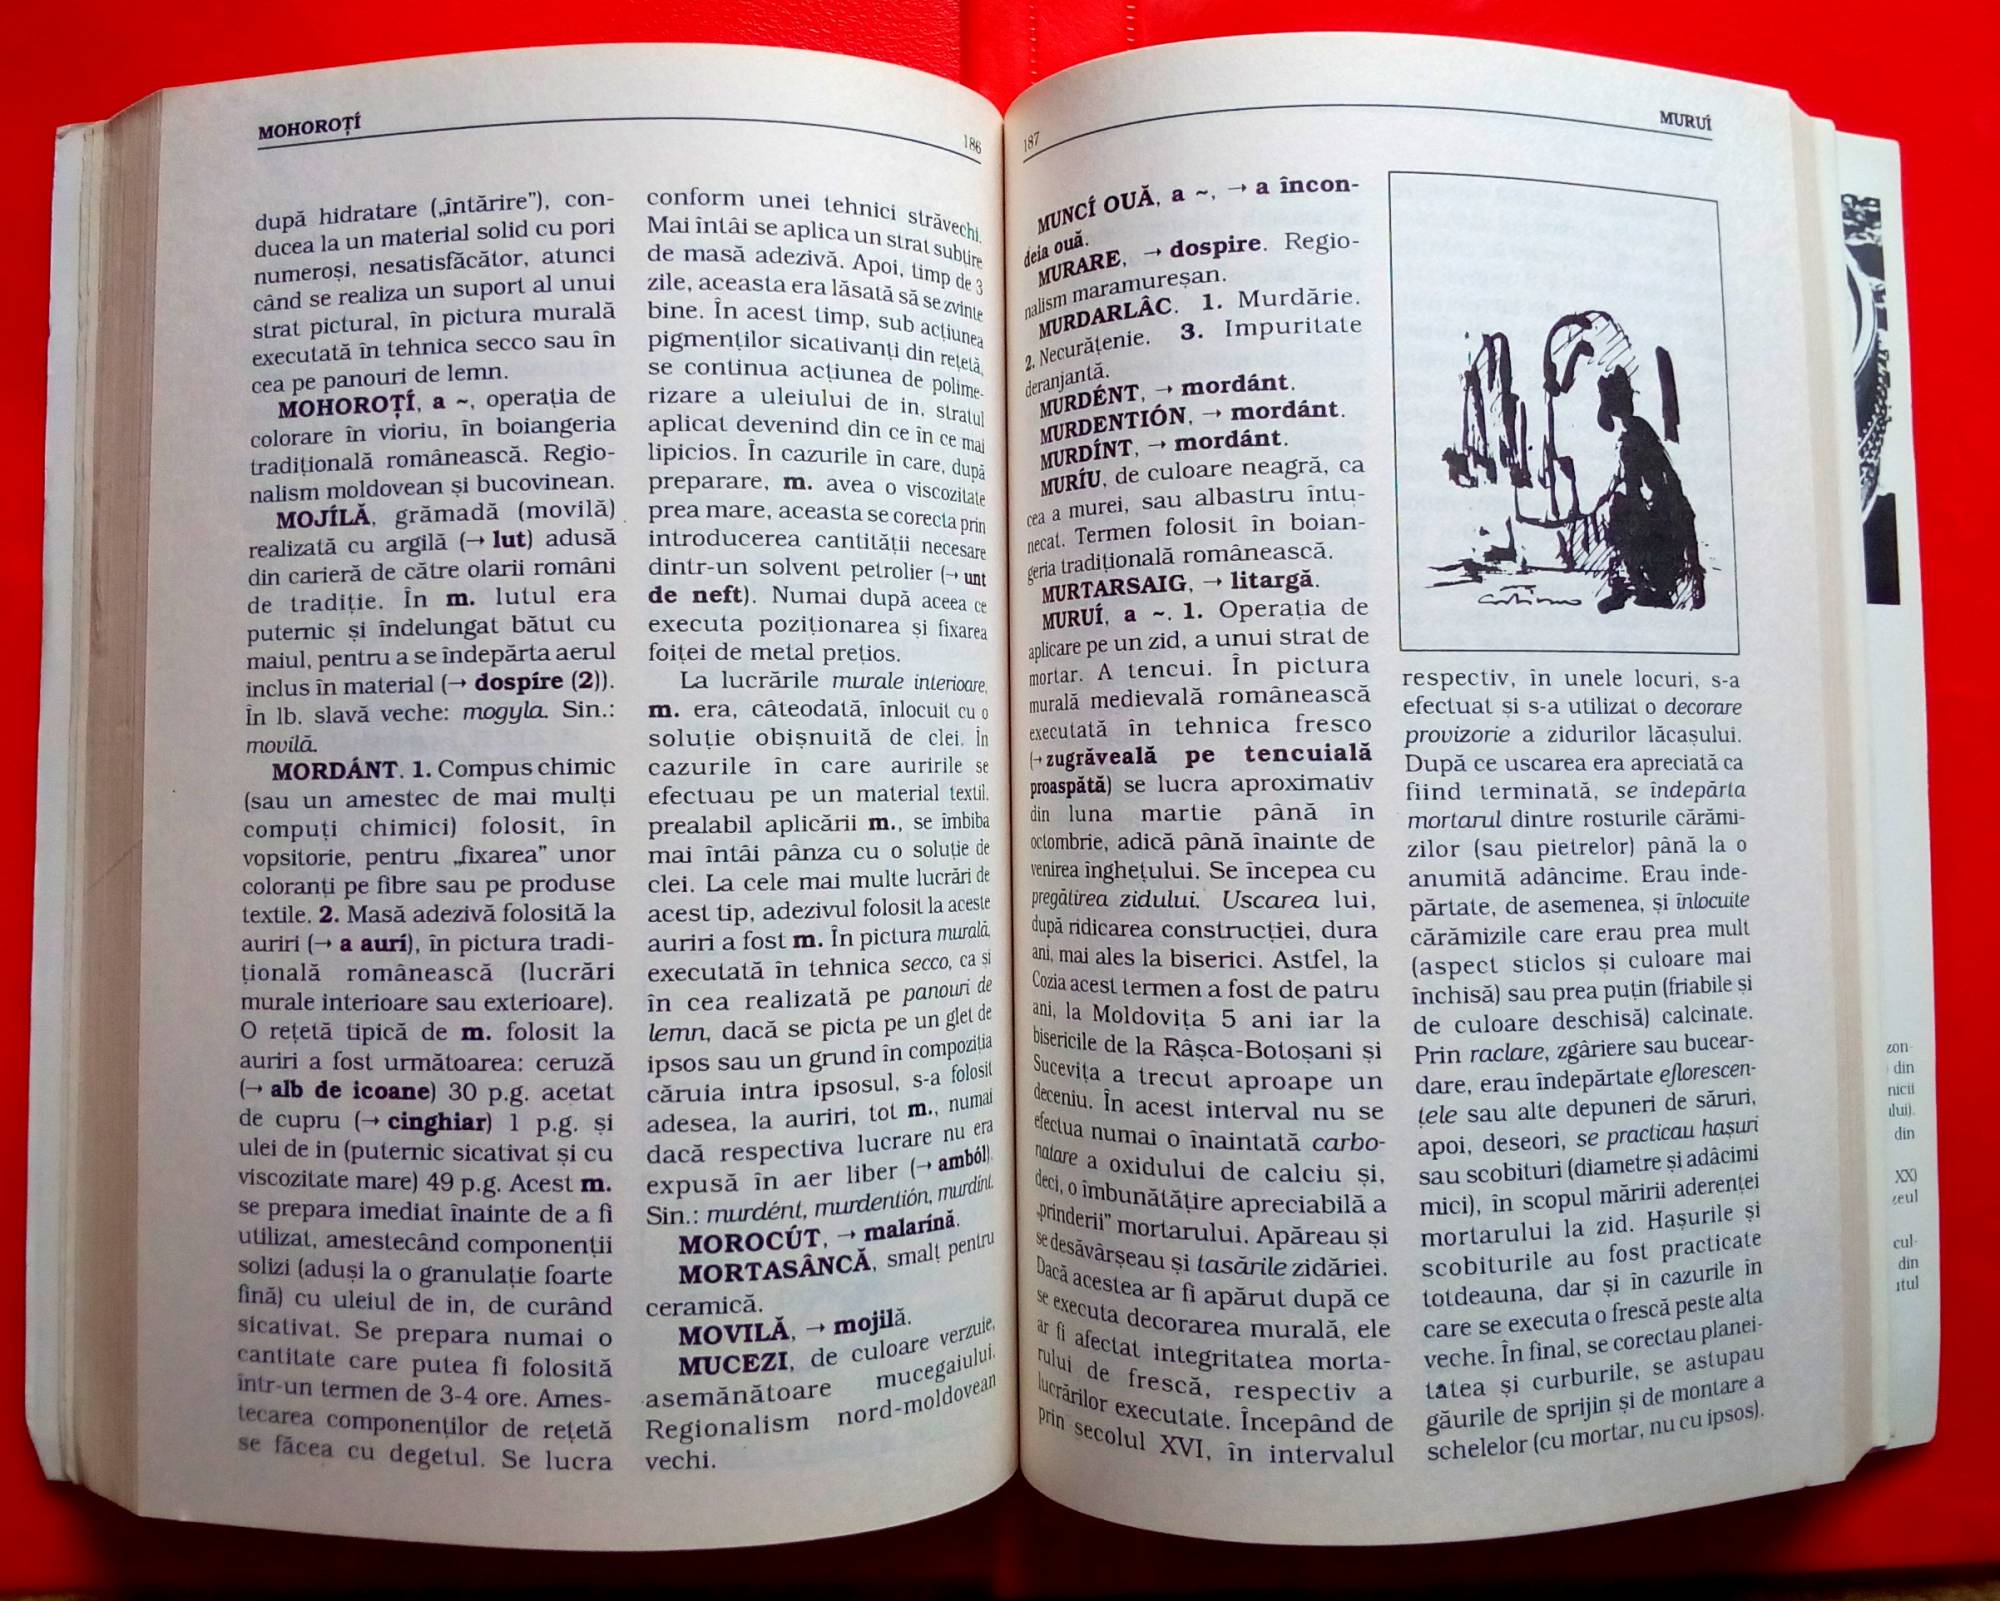 MOHOROȚÍ
186
după hidratare („întărire”), con-
ducea la un material solid cu pori
numeroși, nesatisfăcător, atunci
când se realiza un suport al unui
strat pictural, în pictura murală
executată în tehnica secco sau în
cea pe panouri de lemn.
MOHOROȚÍ, a ~, operația de
colorare în vioriu, în boiangeria
tradițională românească. Regio-
nalism moldovean și bucovinean.
MOJÍLĂ, grămadă (movilă)
realizată cu argilă (→ lut) adusă
din carieră de către olarii români
de tradiție. În m. lutul era
puternic și îndelungat bătut cu
maiul, pentru a se îndepărta aerul
inclus în material (→ dospíre (2)).
În lb. slavă veche: mogyla. Sin.:
movilă.
MORDÁNT. 1. Compus chimic
(sau un amestec de mai mulți
compuți chimici) folosit, în
vopsitorie, pentru „fixarea” unor
coloranți pe fibre sau pe produse
textile. 2. Masă adezivă folosită la
auriri (→ a aurí), în pictura tradi-
țională românească (lucrări
murale interioare sau exterioare).
O rețetă tipică de m. folosit la
auriri a fost următoarea: ceruză
(→ alb de icoane) 30 p.g. acetat
de cupru (→ cinghiar) 1 p.g. și
ulei de in (puternic sicativat și cu
viscozitate mare) 49 p.g. Acest m.
se prepara imediat înainte de a fi
utilizat, amestecând componenții
solizi (aduși la o granulație foarte
fină) cu uleiul de in, de curând
sicativat. Se prepara numai o
cantitate care putea fi folosită
într-un termen de 3-4 ore. Ames-
tecarea componenților de rețetă
se făcea cu degetul. Se lucra
conform unei tehnici străvechi.
Mai întâi se aplica un strat subțire
de masă adezivă. Apoi, timp de 3
zile, aceasta era lăsată să se zvinte
bine. În acest timp, sub acțiunea
pigmenților sicativanți din rețetă,
se continua acțiunea de polime-
rizare a uleiului de in, stratul
aplicat devenind din ce în ce mai
lipicios. În cazurile în care, după
preparare, m. avea o viscozitate
prea mare, aceasta se corecta prin
introducerea cantității necesare
dintr-un solvent petrolier (→ unt
de neft). Numai după aceea ce
executa poziționarea și fixarea
foiței de metal prețios.
La lucrările murale interioare,
m. era, câteodată, înlocuit cu o
soluție obișnuită de clei. În
cazurile în care auririle se
efectuau pe un material textil,
prealabil aplicării m., se îmbiba
mai întâi pânza cu o soluție de
clei. La cele mai multe lucrări de
acest tip, adezivul folosit la aceste
auriri a fost m. În pictura murală,
executată în tehnica secco, ca și
în cea realizată pe panouri de
lemn, dacă se picta pe un glet de
ipsos sau un grund în compoziția
căruia intra ipsosul, s-a folosit
adesea, la auriri, tot m., numai
dacă respectiva lucrare nu era
expusă în aer liber (→ amból).
Sin.: murdént, murdentión, murdínt.
MOROCÚT, → malarínă.
MORTASÂNCĂ, smalț pentru
ceramică.
MOVILĂ, → mojilă.
MUCEZI, de culoare verzuie,
asemănătoare mucegaiului.
Regionalism nord-moldovean
vechi.
187
MURUÍ
MUNCÍ OUĂ, a ~, → a încon-
deia ouă.
MURARE, → dospire. Regio-
nalism maramureșan.
MURDARLÂC. 1. Murdărie.
2. Necurățenie. 3. Impuritate
deranjantă.
MURDÉNT, → mordánt.
MURDENTIÓN, → mordánt.
MURDÍNT, → mordánt.
MURÍU, de culoare neagră, ca
cea a murei, sau albastru întu-
necat. Termen folosit în boian-
geria tradițională românească.
MURTARSAIG, → litargă.
MURUÍ, a ~. 1. Operația de
aplicare pe un zid, a unui strat de
mortar. A tencui. În pictura
murală medievală românească
executată în tehnica fresco
(→zugrăveală pe tencuială
proaspătă) se lucra aproximativ
din luna martie până în
octombrie, adică până înainte de
venirea înghețului. Se începea cu
pregătirea zidului. Uscarea lui,
după ridicarea construcției, dura
ani, mai ales la biserici. Astfel, la
Cozia acest termen a fost de patru
ani, la Moldovița 5 ani iar la
bisericile de la Râșca-Botoșani și
Sucevița a trecut aproape un
deceniu. În acest interval nu se
efectua numai o înaintată carbo-
natare a oxidului de calciu și,
deci, o îmbunătățire apreciabilă a
„prinderii” mortarului. Apăreau și
se desăvârșeau și tasările zidăriei.
Dacă acestea ar fi apărut după ce
se executa decorarea murală, ele
ar fi afectat integritatea morta-
rului de frescă, respectiv a
lucrărilor executate. Începând de
prin secolul XVI, în intervalul
respectiv, în unele locuri, s-a
efectuat și s-a utilizat o decorare
provizorie a zidurilor lăcașului.
După ce uscarea era apreciată ca
fiind terminată, se îndepărta
mortarul dintre rosturile cărămi-
zilor (sau pietrelor) până la o
anumită adâncime. Erau înde-
părtate, de asemenea, și înlocuite
cărămizile care erau prea mult
(aspect sticlos și culoare mai
închisă) sau prea puțin (friabile și
de culoare deschisă) calcinate.
Prin raclare, zgâriere sau bucear-
dare, erau îndepărtate eflorescen-
țele sau alte depuneri de săruri,
apoi, deseori, se practicau hașuri
sau scobituri (diametre și adâcimi
mici), în scopul măririi aderenței
mortarului la zid. Hașurile și
scobiturile au fost practicate
totdeauna, dar și în cazurile în
care se executa o frescă peste alta
veche. În final, se corectau planei-
tatea și curburile, se astupau
găurile de sprijin și de montare a
schelelor (cu mortar, nu cu ipsos).
zon-
din
nicii
lui).
din
XX)
zeul
cul-
din
itul